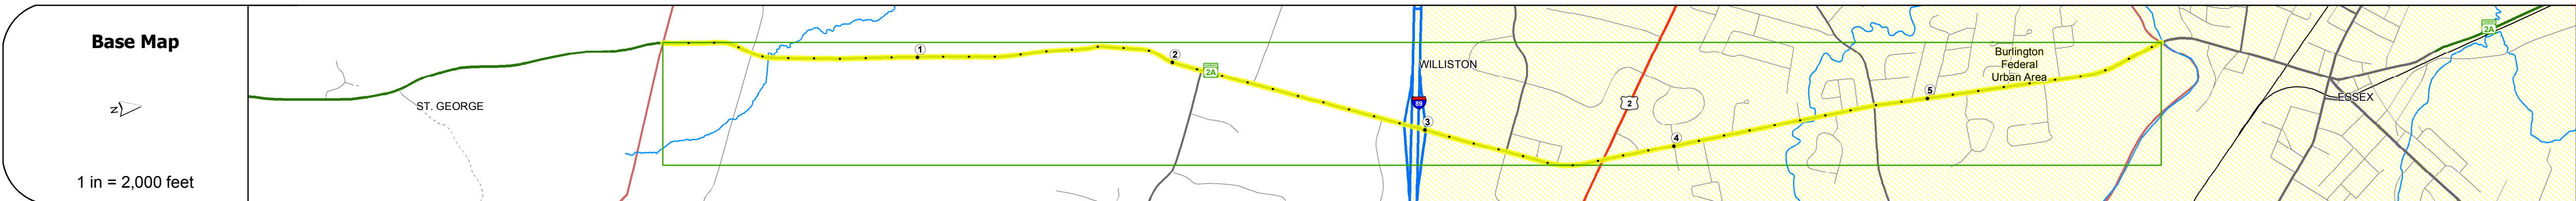 Base Map
N
1 in = 2,000 feet
ST. GEORGE
1
2
2A
WILLISTON
89
3
2
4
5
Burlington
Federal
Urban Area
ESSEX
2A